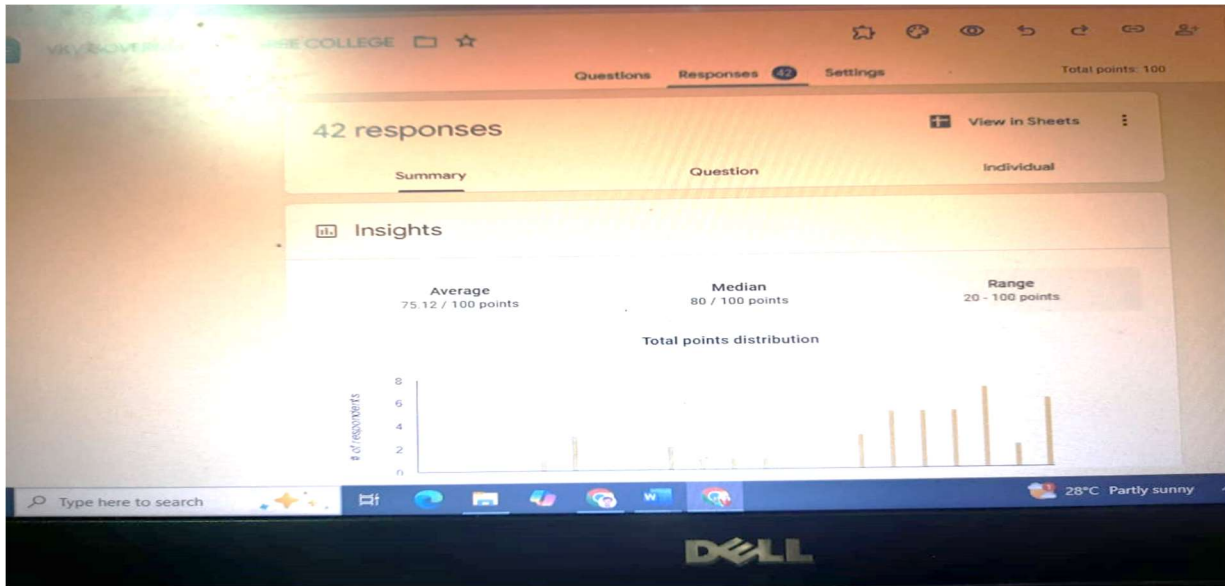 COLLEGE
Questions Responses 42 Settings Total points: 100
42 responses
View in Sheets
Summary Question Individual
Insights
Average Median Range
75.12 / 100 points 80 / 100 points 20 - 100 points
Total points distribution
# of respondents
8
6
4
2
0
Type here to search
W
28°C Partly sunny
DELL